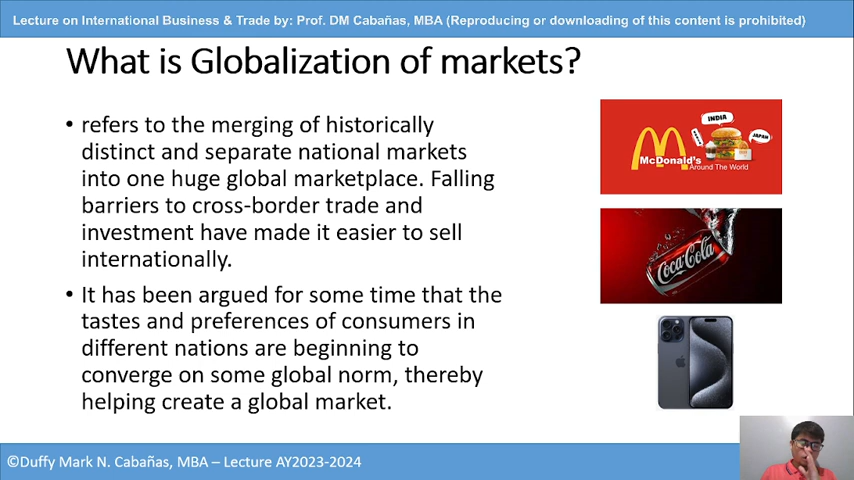 Lecture on International Business & Trade by: Prof. DM Cabañas, MBA (Reproducing or downloading of this content is prohibited)
What is Globalization of markets?
• refers to the merging of historically
distinct and separate national markets
into one huge global marketplace. Falling
barriers to cross-border trade and
investment have made it easier to sell
internationally.
• It has been argued for some time that the
tastes and preferences of consumers in
different nations are beginning to
converge on some global norm, thereby
helping create a global market.
INDIA
JAPAN
McDonald's
Around The World
Coca-Cola
©Duffy Mark N. Cabañas, MBA – Lecture AY2023-2024